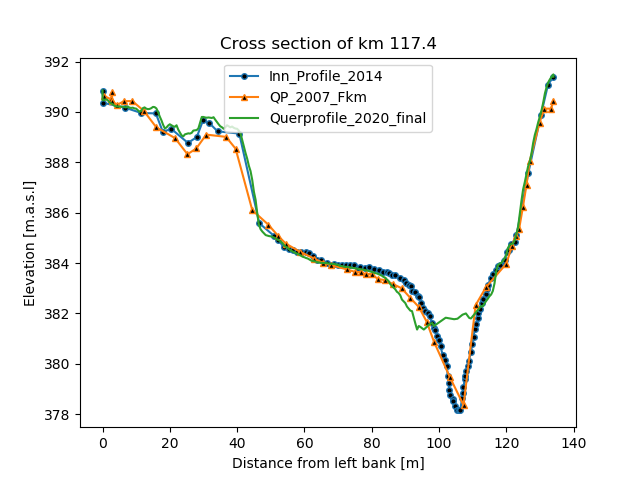 Cross section of km 117.4
Inn_Profile_2014
QP_2007_Fkm
Querprofile_2020_final
Elevation [m.a.s.l]
392
390
388
386
384
382
380
378
0 20 40 60 80 100 120 140
Distance from left bank [m]